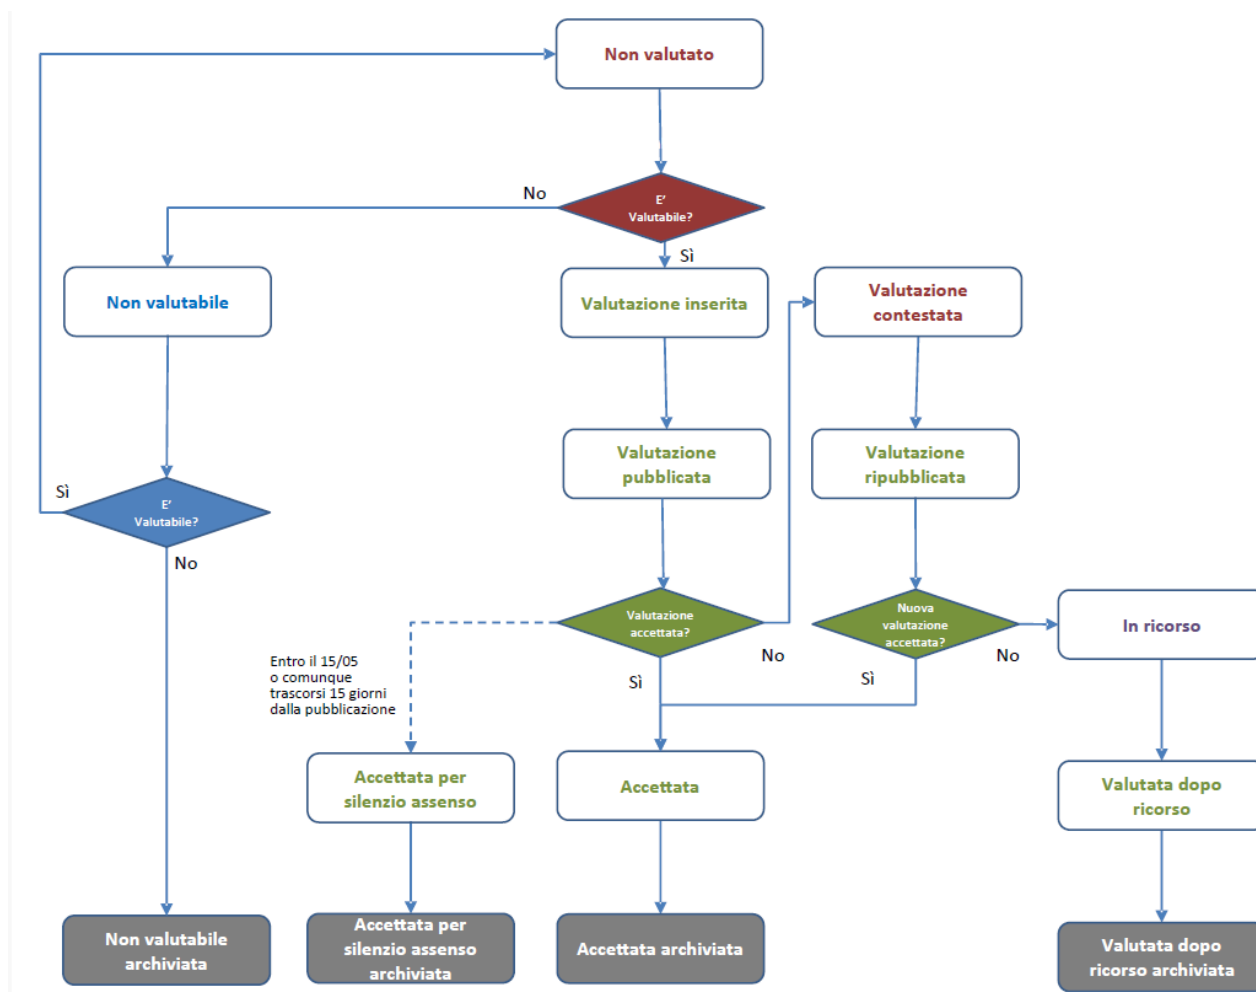 Non valutato
No
E'
Valutabile?
Sì
Non valutabile
Valutazione inserita
Valutazione
contestata
Valutazione
pubblicata
Valutazione
ripubblicata
Sì
E'
Valutabile?
No
Valutazione
accettata?
No
Sì
Nuova
valutazione
accettata?
No
Sì
In ricorso
Entro il 15/05
o comunque
trascorsi 15 giorni
dalla pubblicazione
Accettata per
silenzio assenso
Accettata
Valutata dopo
ricorso
Non valutabile
archiviata
Accettata per
silenzio assenso
archiviata
Accettata archiviata
Valutata dopo
ricorso archiviata